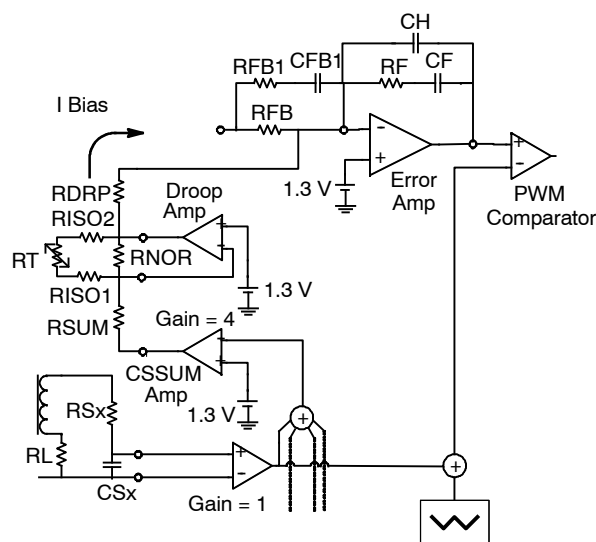 CH
RFB1
CFB1
RF
CF
I Bias
RFB
1.3 V
Error
Amp
PWM
Comparator
RDRP
Droop
Amp
RISO2
RT
RNOR
RISO1
1.3 V
RSUM
Gain = 4
CSSUM
Amp
1.3 V
RSx
RL
CSx
Gain = 1